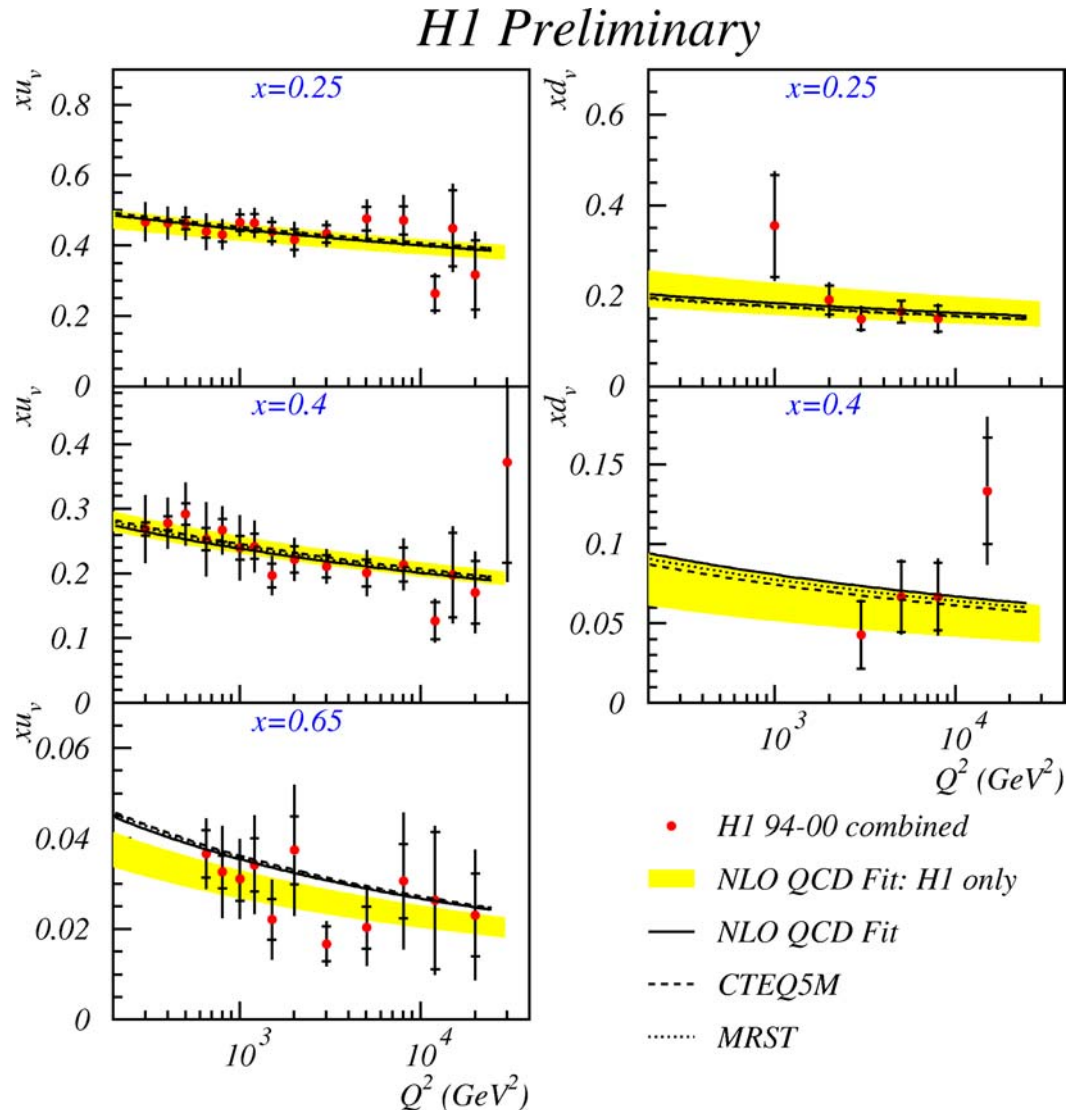 H1 Preliminary
xu_v
x=0.25
0.8
0.6
0.4
0.2
0
xd_v
x=0.25
0.6
0.4
0.2
0
xu_v
x=0.4
0.4
0.3
0.2
0.1
0
xd_v
x=0.4
0.15
0.1
0.05
0
10^3 10^4
Q^2 (GeV^2)
xu_v
x=0.65
0.06
0.04
0.02
0
10^3 10^4
Q^2 (GeV^2)
H1 94-00 combined
NLO QCD Fit: H1 only
NLO QCD Fit
CTEQ5M
MRST